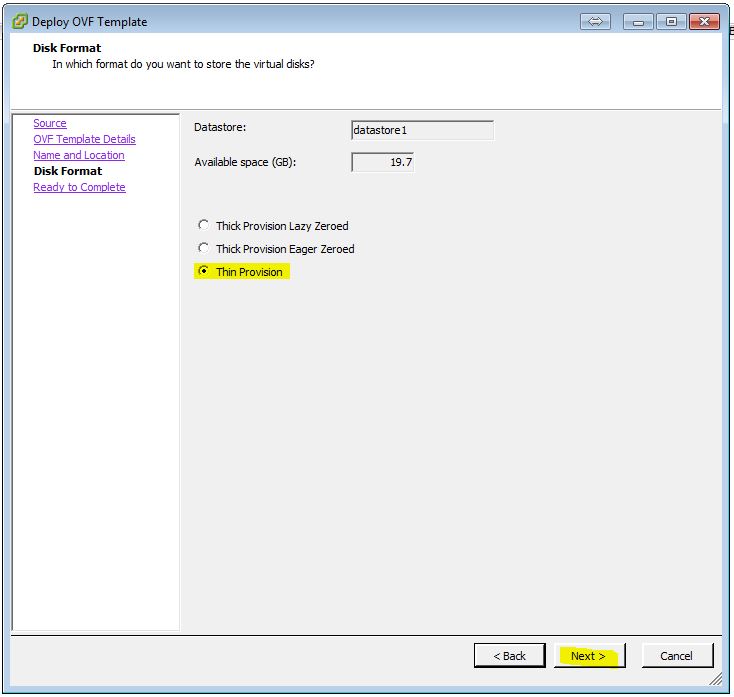 Deploy OVF Template
Disk Format
In which format do you want to store the virtual disks?
Source
OVF Template Details
Name and Location
Disk Format
Ready to Complete
Datastore:
datastore1
Available space (GB):
19.7
Thick Provision Lazy Zeroed
Thick Provision Eager Zeroed
Thin Provision
< Back
Next >
Cancel